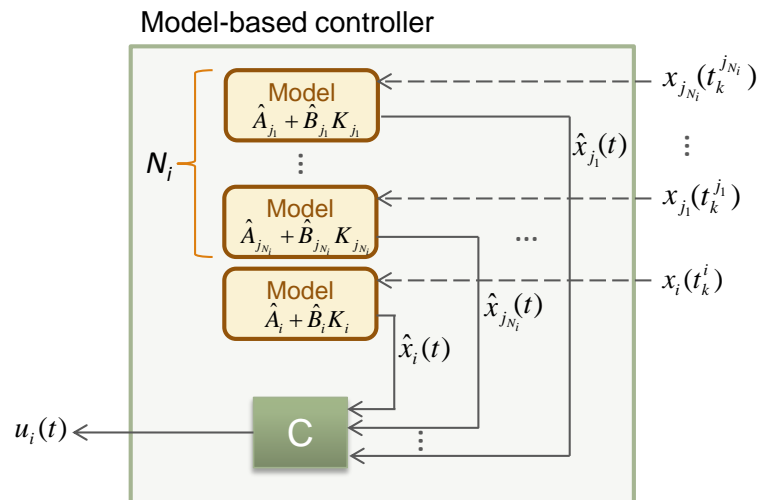 Model-based controller
Model
Â_{j_1} + B̂_{j_1} K_{j_1}
x_{j_{N_i}}(t_k^{j_{N_i}})
x̂_{j_1}(t)
⋮
⋮
N_i
Model
Â_{j_{N_i}} + B̂_{j_{N_i}} K_{j_{N_i}}
x_{j_1}(t_k^{j_1})
...
Model
Â_i + B̂_i K_i
x_i(t_k^i)
x̂_{j_{N_i}}(t)
x̂_i(t)
u_i(t)
C
⋮